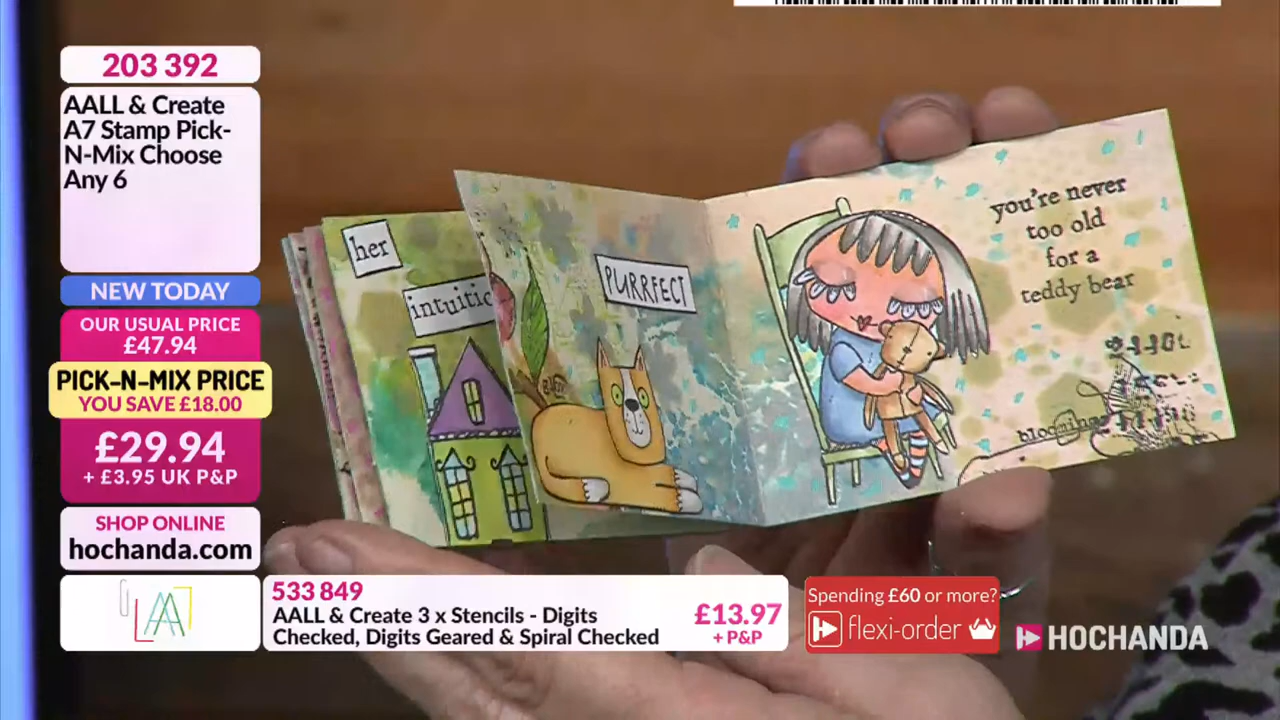 203 392
AALL & Create
A7 Stamp Pick-
N-Mix Choose
Any 6
NEW TODAY
OUR USUAL PRICE
£47.94
PICK-N-MIX PRICE
YOU SAVE £18.00
£29.94
+ £3.95 UK P&P
SHOP ONLINE
hochanda.com
her
intuitic
PURRFECT
you're never
too old
for a
teddy bear
533 849
AALL & Create 3 x Stencils - Digits
Checked, Digits Geared & Spiral Checked
£13.97
+ P&P
Spending £60 or more?
flexi-order
HOCHANDA